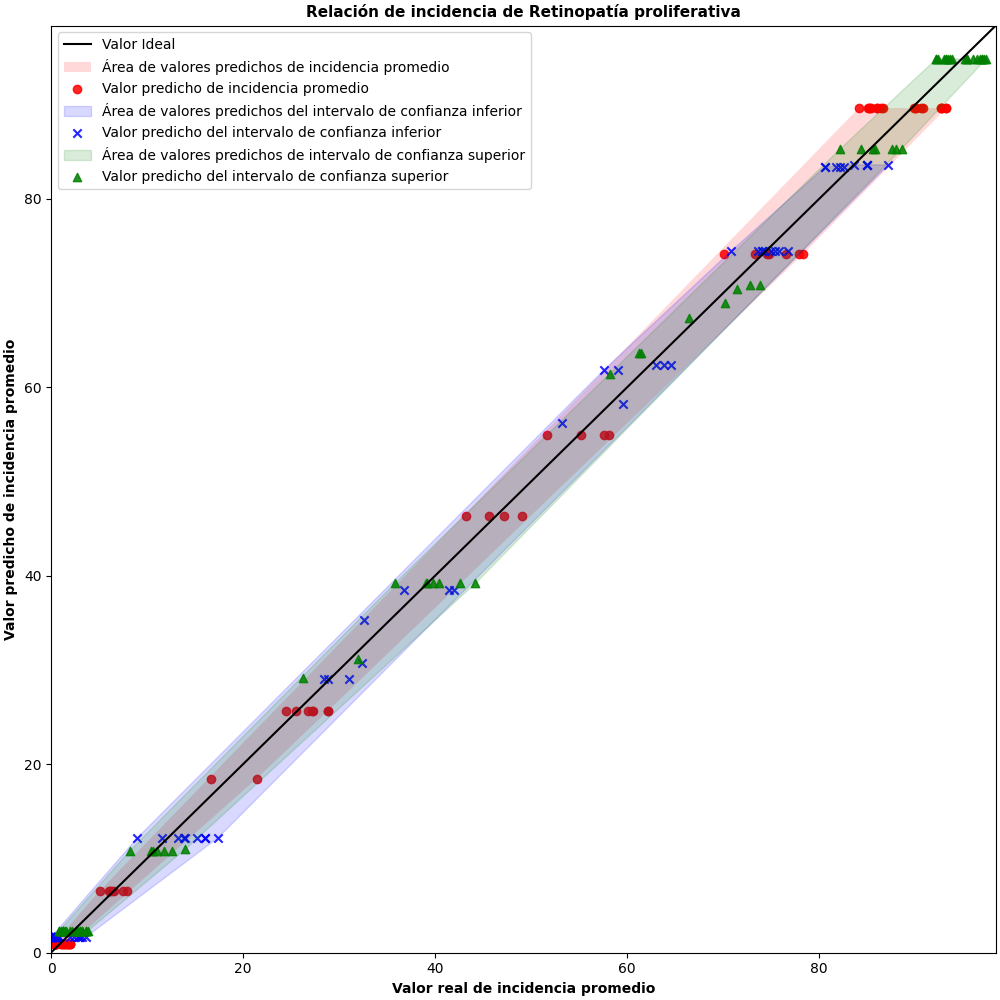 Relación de incidencia de Retinopatía proliferativa
Valor Ideal
Área de valores predichos de incidencia promedio
Valor predicho de incidencia promedio
Área de valores predichos del intervalo de confianza inferior
Valor predicho del intervalo de confianza inferior
Área de valores predichos de intervalo de confianza superior
Valor predicho del intervalo de confianza superior
Valor predicho de incidencia promedio
80
60
40
20
0
0 20 40 60 80
Valor real de incidencia promedio